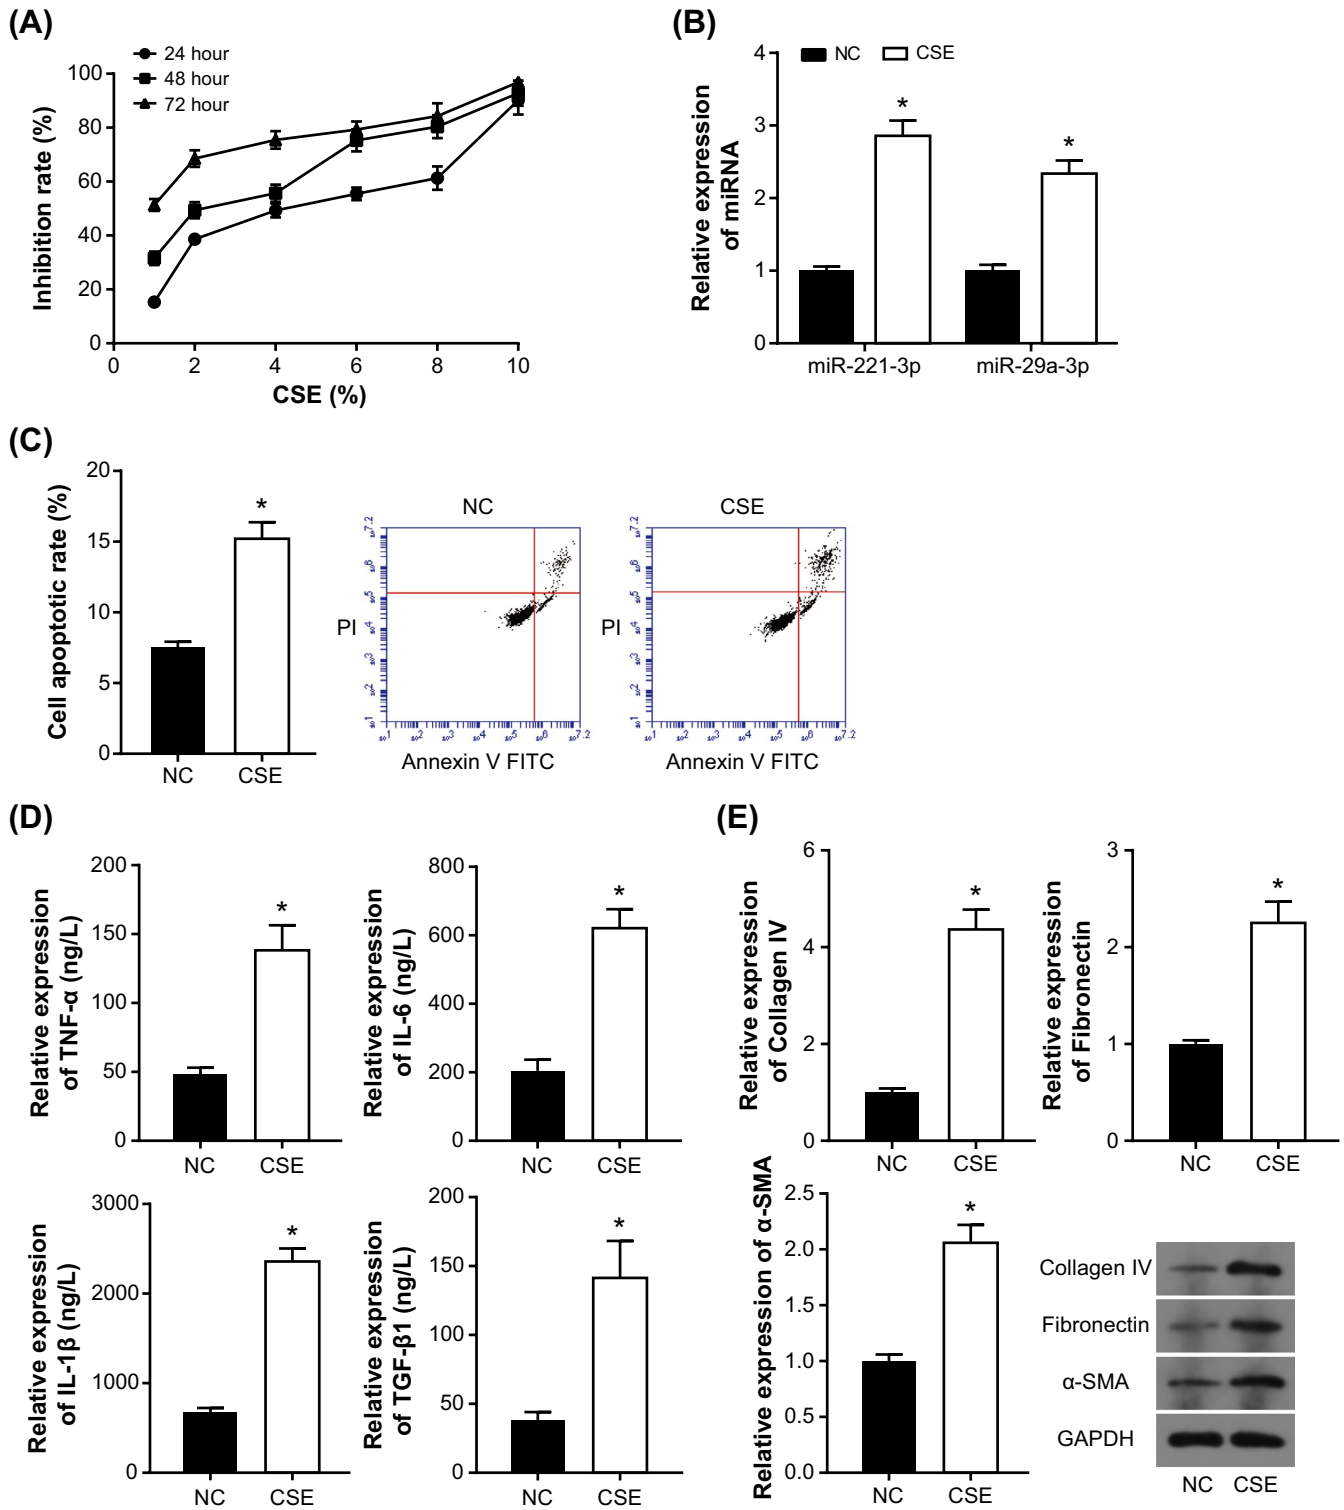 (A)
24 hour
48 hour
72 hour
100
80
60
40
20
0
Inhibition rate (%)
0 2 4 6 8 10
CSE (%)
(B)
NC CSE
4
3
2
1
0
Relative expression
of miRNA
* *
miR-221-3p miR-29a-3p
(C)
20
15
10
5
0
Cell apoptotic rate (%)
*
NC CSE
NC
PI
Annexin V FITC
CSE
PI
Annexin V FITC
(D)
200
150
100
50
0
Relative expression
of TNF-α (ng/L)
*
NC CSE
800
600
400
200
0
Relative expression
of IL-6 (ng/L)
*
NC CSE
3000
2000
1000
0
Relative expression
of IL-1β (ng/L)
*
NC CSE
200
150
100
50
0
Relative expression
of TGF-β1 (ng/L)
*
NC CSE
(E)
6
4
2
0
Relative expression
of Collagen IV
*
NC CSE
3
2
1
0
Relative expression
of Fibronectin
*
NC CSE
2.5
2.0
1.5
1.0
0.5
0.0
Relative expression of α-SMA
*
NC CSE
Collagen IV
Fibronectin
α-SMA
GAPDH
NC CSE